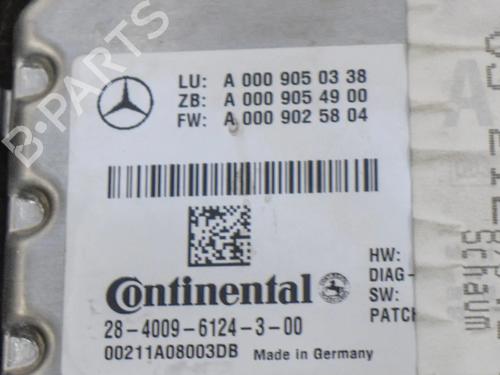 LU: A 000 905 03 38
ZB: A 000 905 49 00
FW: A 000 902 58 04
Continental
HW:
DIAG-
SW:
PATCH
28-4009-6124-3-00
00211A08003DB Made in Germany
Schaum
B-PARTS